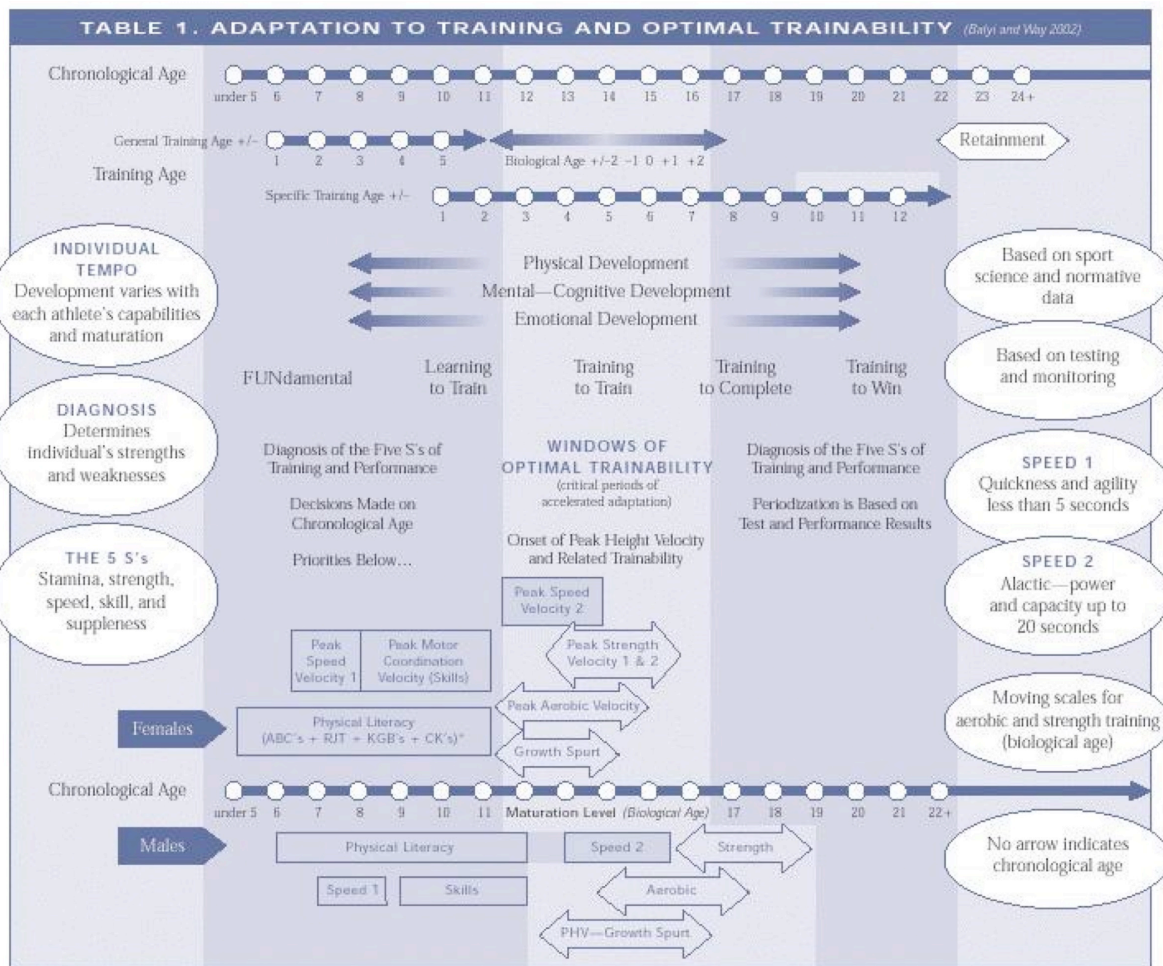 TABLE 1. ADAPTATION TO TRAINING AND OPTIMAL TRAINABILITY (Balyi and Way 2002)
Chronological Age
under 5 6 7 8 9 10 11 12 13 14 15 16 17 18 19 20 21 22 23 24+
General Training Age +/–
1 2 3 4 5
Biological Age +/–2 –1 0 +1 +2
Retainment
Training Age
Specific Training Age +/–
1 2 3 4 5 6 7 8 9 10 11 12
INDIVIDUAL
TEMPO
Development varies with
each athlete's capabilities
and maturation
DIAGNOSIS
Determines
individual's strengths
and weaknesses
THE 5 S's
Stamina, strength,
speed, skill, and
suppleness
Physical Development
Mental—Cognitive Development
Emotional Development
FUNdamental
Learning
to Train
Training
to Train
Training
to Complete
Training
to Win
Diagnosis of the Five S's of
Training and Performance
Decisions Made on
Chronological Age
Priorities Below...
WINDOWS OF
OPTIMAL TRAINABILITY
(critical periods of
accelerated adaptation)
Onset of Peak Height Velocity
and Related Trainability
Diagnosis of the Five S's of
Training and Performance
Periodization is Based on
Test and Performance Results
Based on sport
science and normative
data
Based on testing
and monitoring
SPEED 1
Quickness and agility
less than 5 seconds
SPEED 2
Alactic—power
and capacity up to
20 seconds
Moving scales for
aerobic and strength training
(biological age)
No arrow indicates
chronological age
Peak Speed
Velocity 2
Peak
Speed
Velocity 1
Peak Motor
Coordination
Velocity (Skills)
Peak Strength
Velocity 1 & 2
Peak Aerobic Velocity
Females
Physical Literacy
(ABC's + RJT + KGB's + CK's)*
Growth Spurt
Chronological Age
under 5 6 7 8 9 10 11 Maturation Level (Biological Age) 17 18 19 20 21 22+
Males
Physical Literacy
Speed 2
Strength
Speed 1
Skills
Aerobic
PHV—Growth Spurt